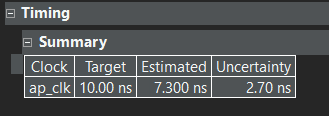 Timing
Summary
Clock Target Estimated Uncertainty
ap_clk 10.00 ns 7.300 ns 2.70 ns